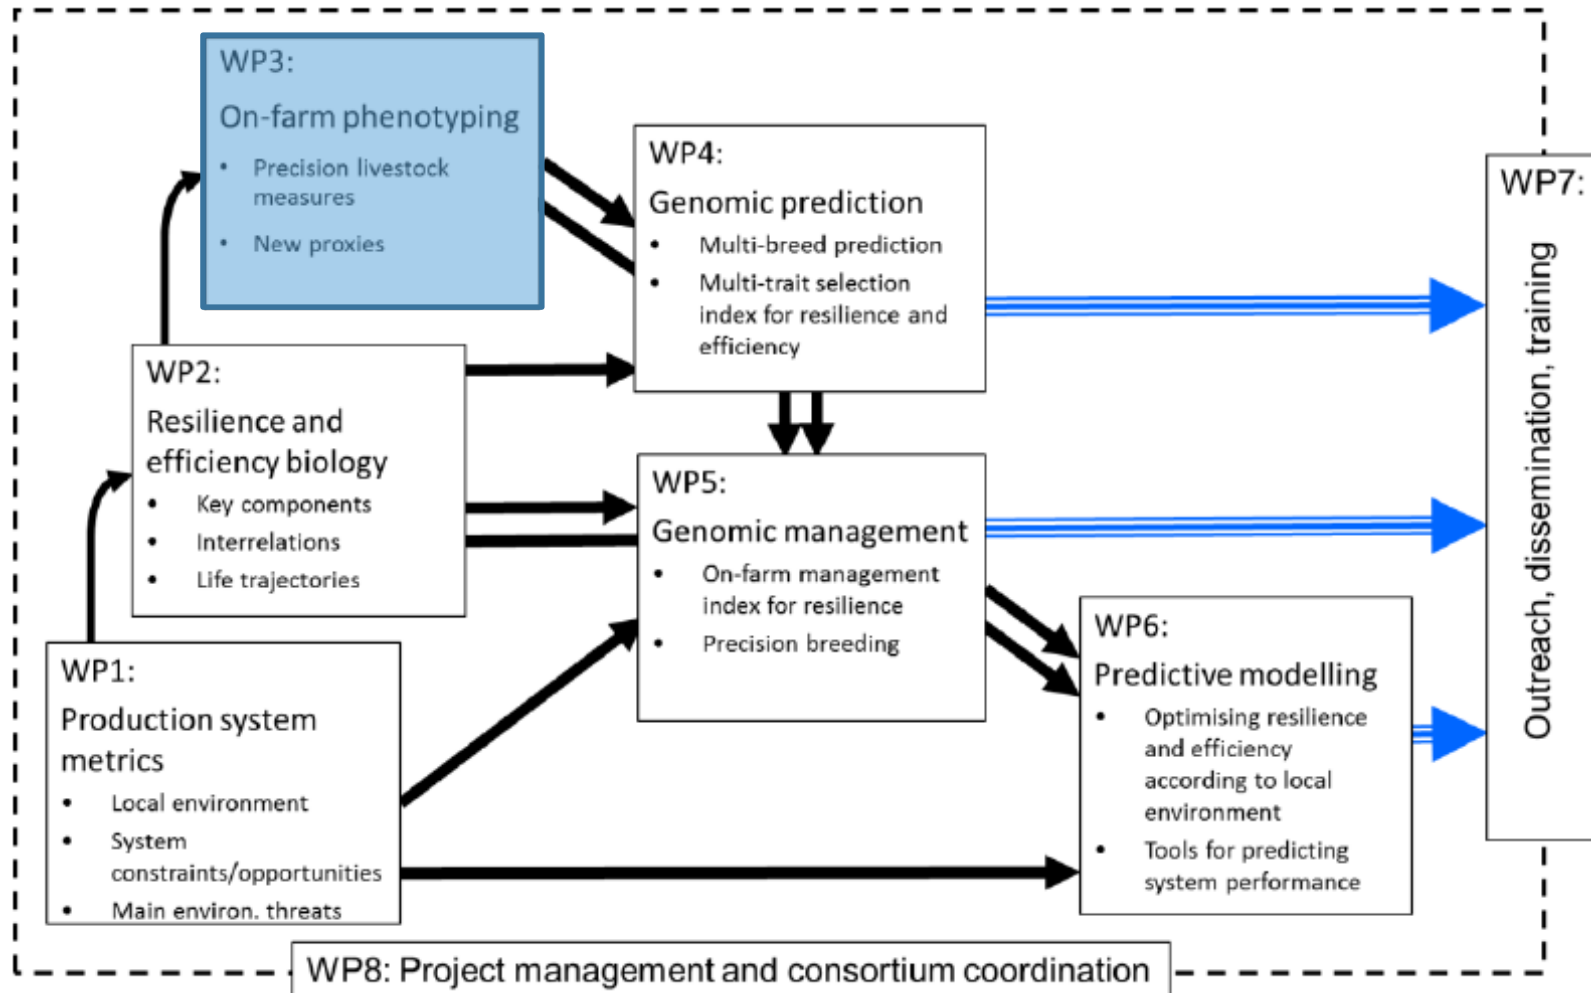 WP3:
On-farm phenotyping
• Precision livestock
measures
• New proxies
WP4:
Genomic prediction
• Multi-breed prediction
• Multi-trait selection
index for resilience and
efficiency
WP7:
Outreach, dissemination, training
WP2:
Resilience and
efficiency biology
• Key components
• Interrelations
• Life trajectories
WP5:
Genomic management
• On-farm management
index for resilience
• Precision breeding
WP1:
Production system
metrics
• Local environment
• System
constraints/opportunities
• Main environ. threats
WP6:
Predictive modelling
• Optimising resilience
and efficiency
according to local
environment
• Tools for predicting
system performance
WP8: Project management and consortium coordination